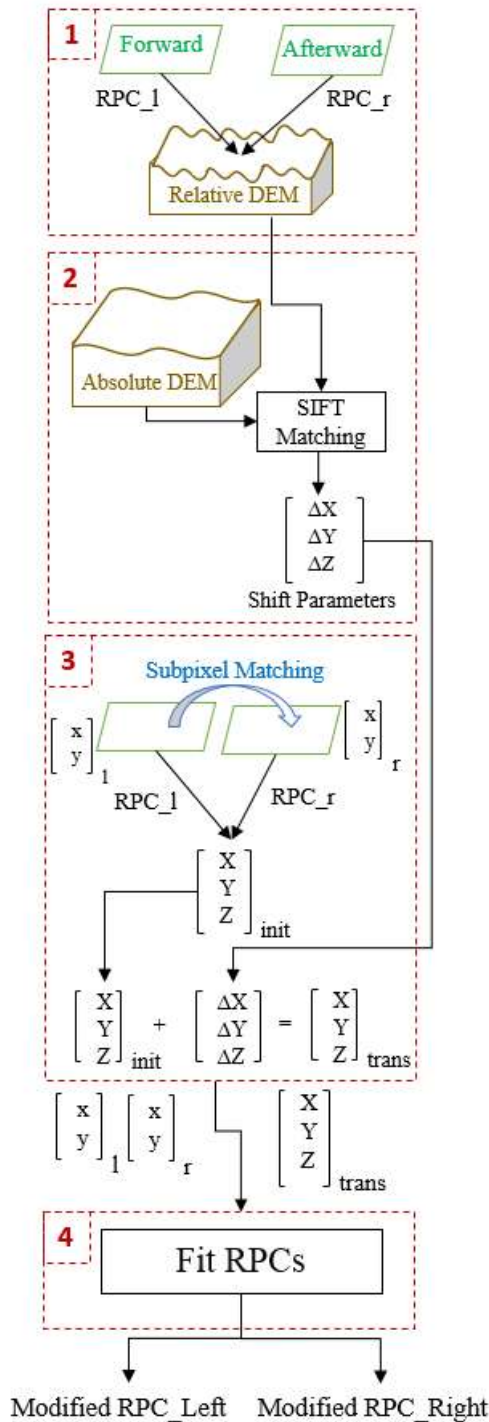 1
Forward
Afterward
RPC_l
RPC_r
Relative DEM
2
Absolute DEM
SIFT
Matching
ΔX
ΔY
ΔZ
Shift Parameters
3
Subpixel Matching
x
y
l
x
y
r
RPC_l
RPC_r
X
Y
Z
init
X
Y
Z
init
+
ΔX
ΔY
ΔZ
=
X
Y
Z
trans
x
y
l
x
y
r
X
Y
Z
trans
4
Fit RPCs
Modified RPC_Left
Modified RPC_Right